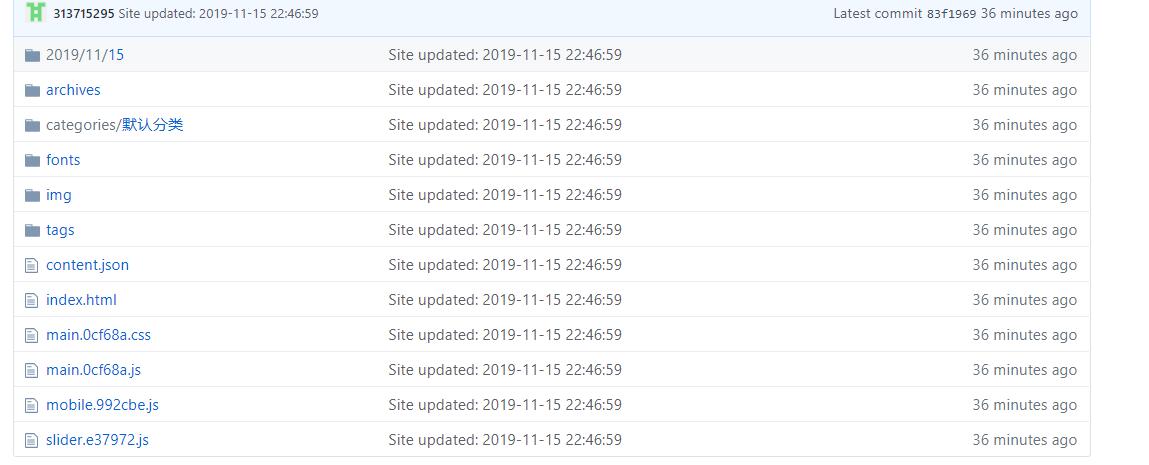 313715295 Site updated: 2019-11-15 22:46:59 Latest commit 83f1969 36 minutes ago
2019/11/15 Site updated: 2019-11-15 22:46:59 36 minutes ago
archives Site updated: 2019-11-15 22:46:59 36 minutes ago
categories/默认分类 Site updated: 2019-11-15 22:46:59 36 minutes ago
fonts Site updated: 2019-11-15 22:46:59 36 minutes ago
img Site updated: 2019-11-15 22:46:59 36 minutes ago
tags Site updated: 2019-11-15 22:46:59 36 minutes ago
content.json Site updated: 2019-11-15 22:46:59 36 minutes ago
index.html Site updated: 2019-11-15 22:46:59 36 minutes ago
main.0cf68a.css Site updated: 2019-11-15 22:46:59 36 minutes ago
main.0cf68a.js Site updated: 2019-11-15 22:46:59 36 minutes ago
mobile.992cbe.js Site updated: 2019-11-15 22:46:59 36 minutes ago
slider.e37972.js Site updated: 2019-11-15 22:46:59 36 minutes ago